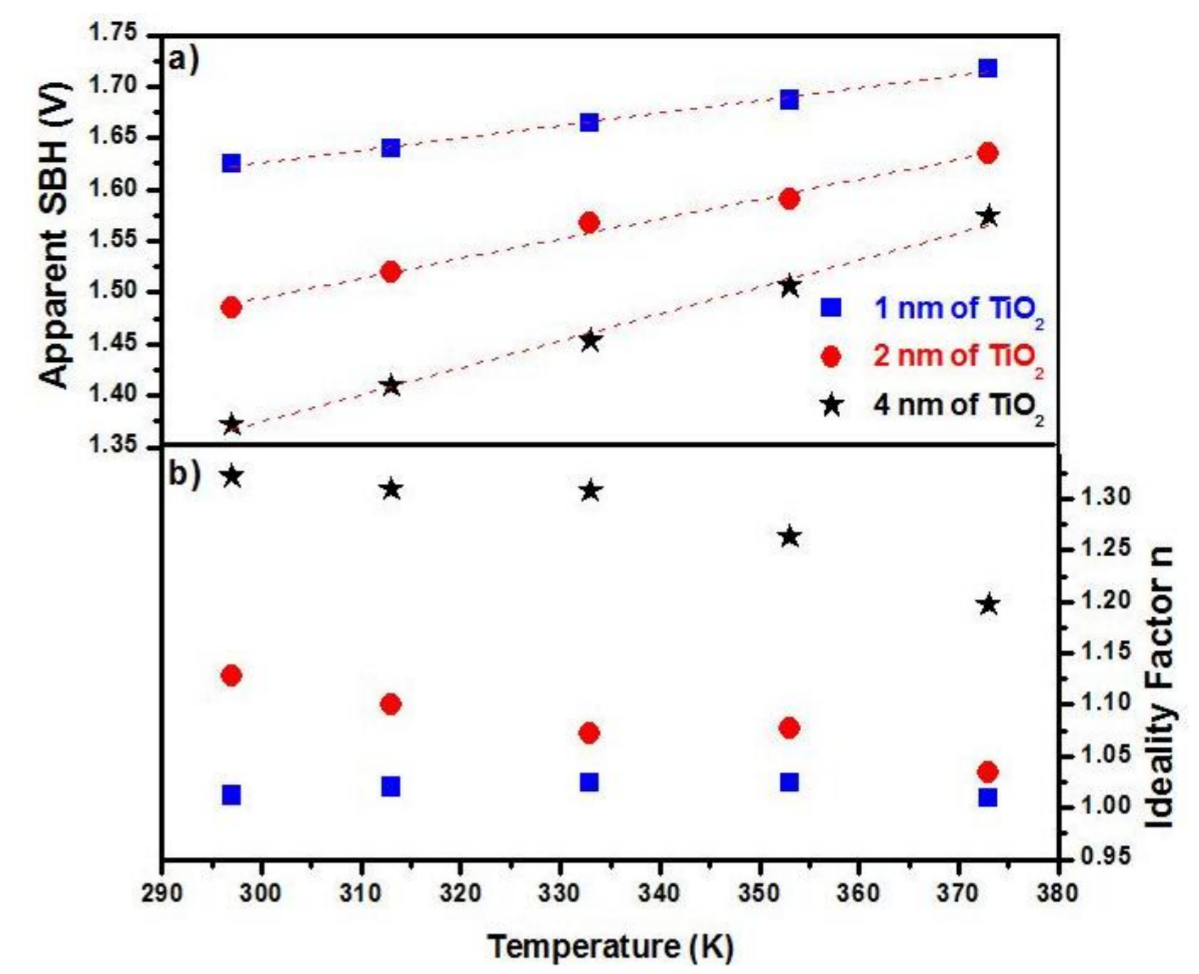 1.75
1.70
1.65
1.60
1.55
1.50
1.45
1.40
1.35
Apparent SBH (V)
a)
1 nm of TiO₂
2 nm of TiO₂
4 nm of TiO₂
b)
1.30
1.25
1.20
1.15
1.10
1.05
1.00
0.95
Ideality Factor n
290 300 310 320 330 340 350 360 370 380
Temperature (K)